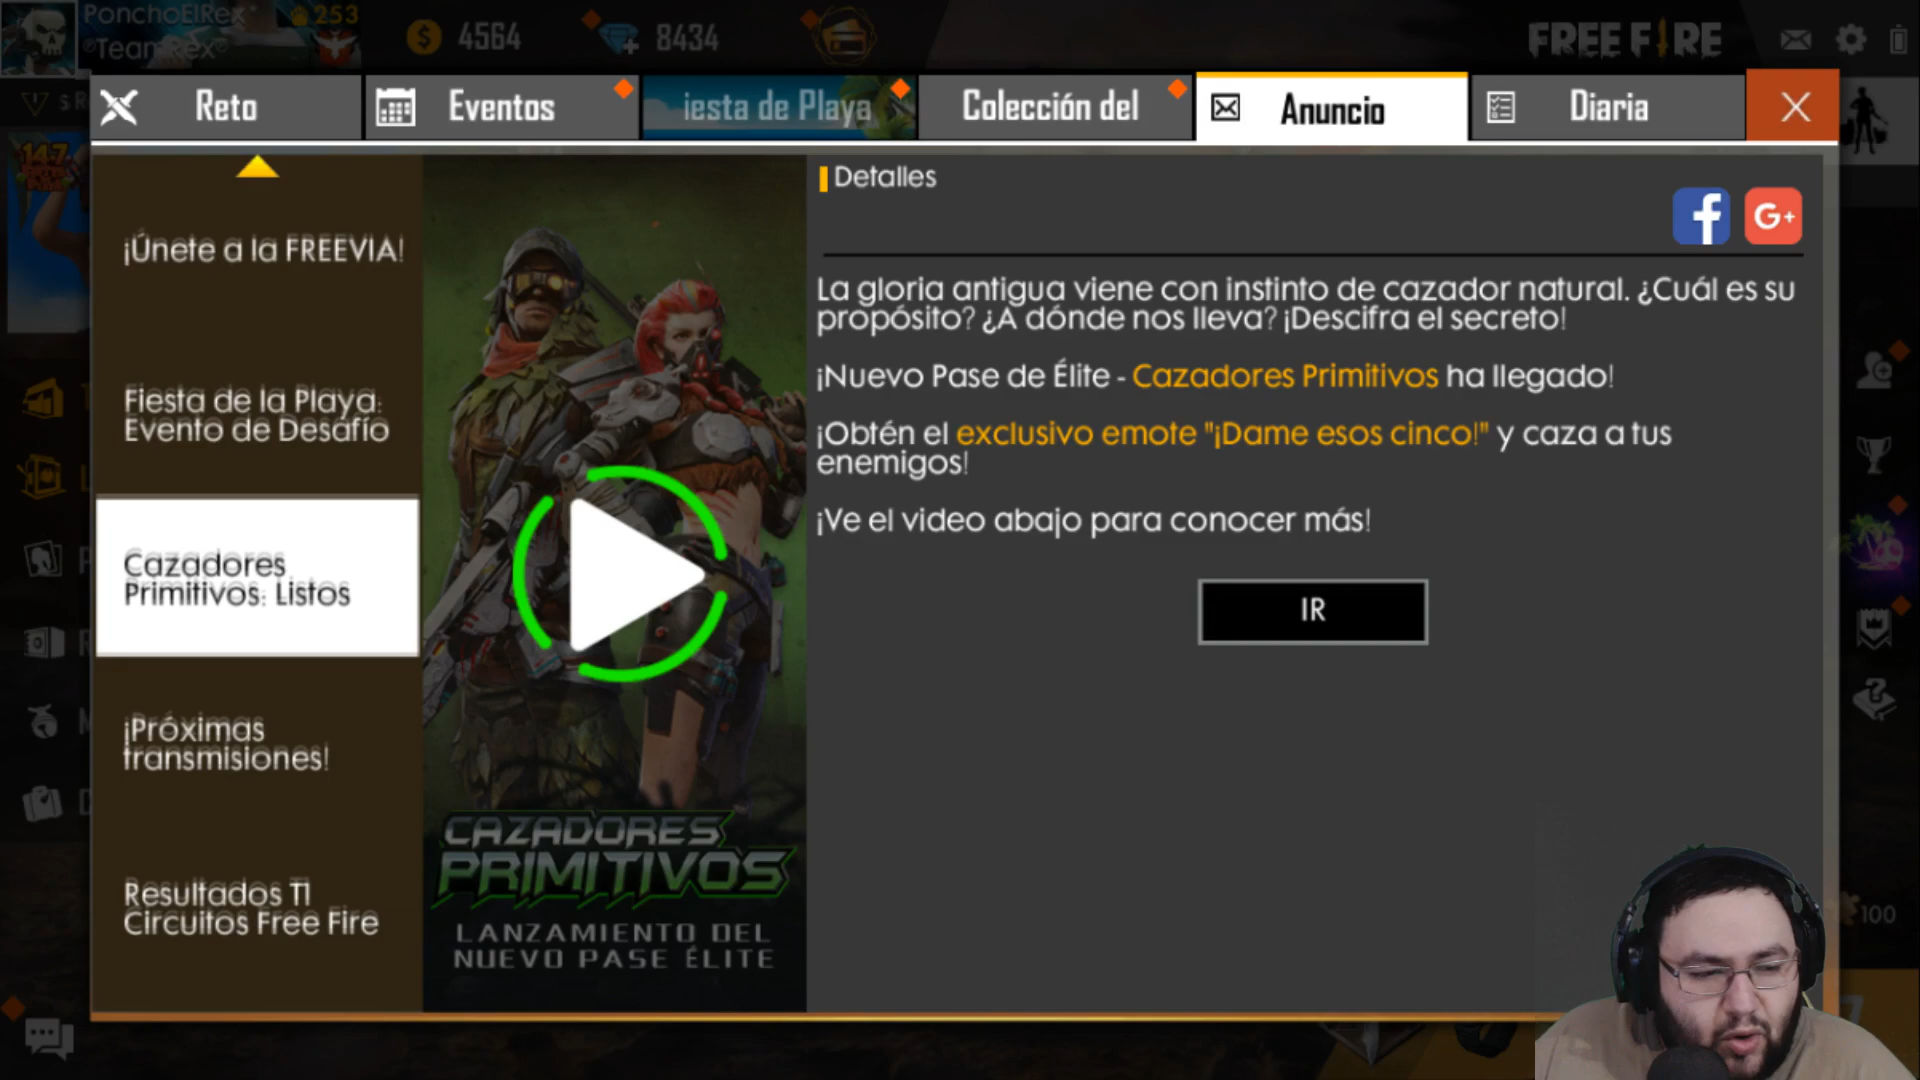 PonchoElRex
253
®TeamRex®
4564
8434
FREE FIRE
Reto
Eventos
iesta de Playa
Colección del
Anuncio
Diaria
¡Únete a la FREEVIA!
Fiesta de la Playa:
Evento de Desafío
Cazadores
Primitivos: Listos
¡Próximas
transmisiones!
Resultados T1
Circuitos Free Fire
CAZADORES
PRIMITIVOS
LANZAMIENTO DEL
NUEVO PASE ÉLITE
Detalles
f
G+
La gloria antigua viene con instinto de cazador natural. ¿Cuál es su
propósito? ¿A dónde nos lleva? ¡Descifra el secreto!
¡Nuevo Pase de Élite - Cazadores Primitivos ha llegado!
¡Obtén el exclusivo emote "¡Dame esos cinco!" y caza a tus
enemigos!
¡Ve el video abajo para conocer más!
IR
100